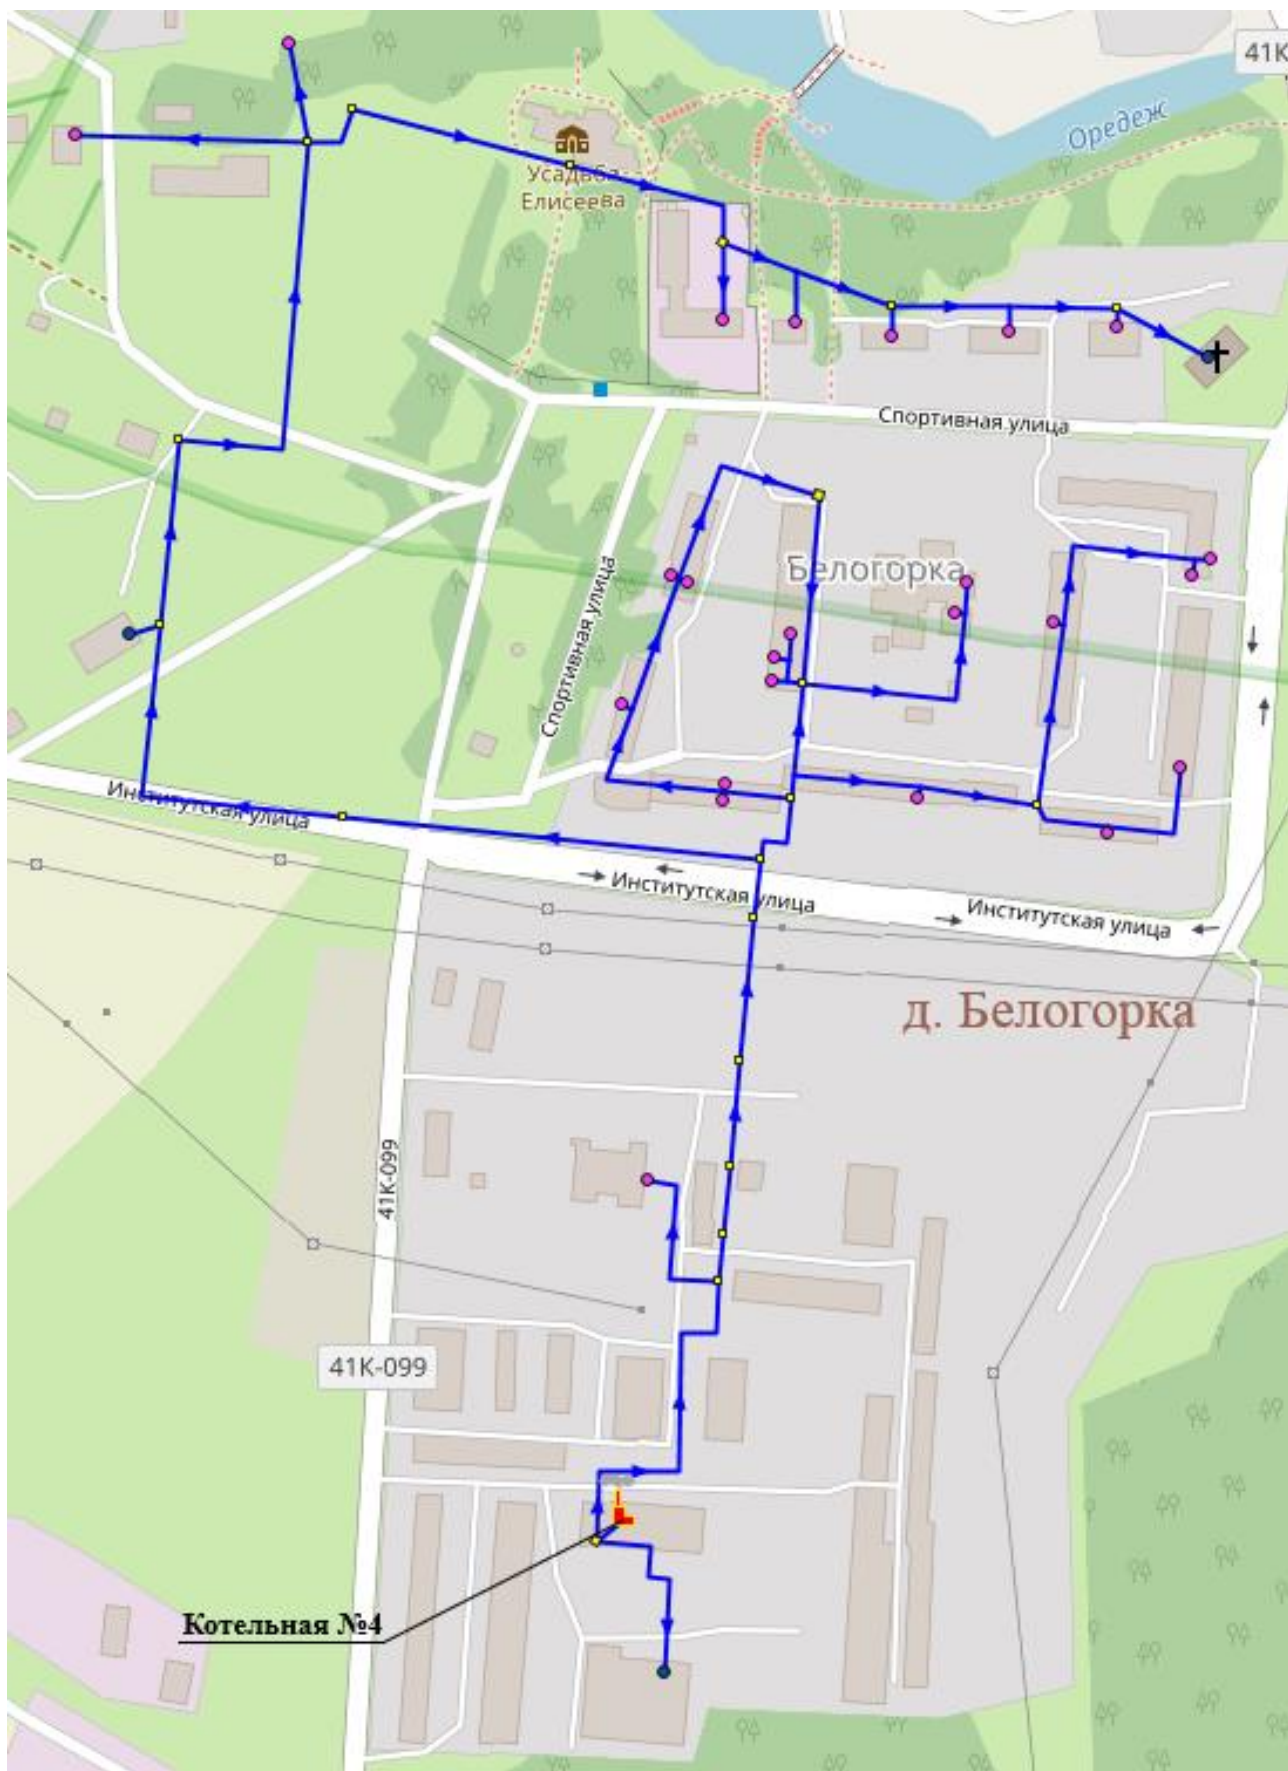 41К
Оредеж
Усадьба
Елисеева
Спортивная улица
Белогорка
Спортивная улица
Институтская улица
Институтская улица
Институтская улица
д. Белогорка
41К-099
41К-099
Котельная №4